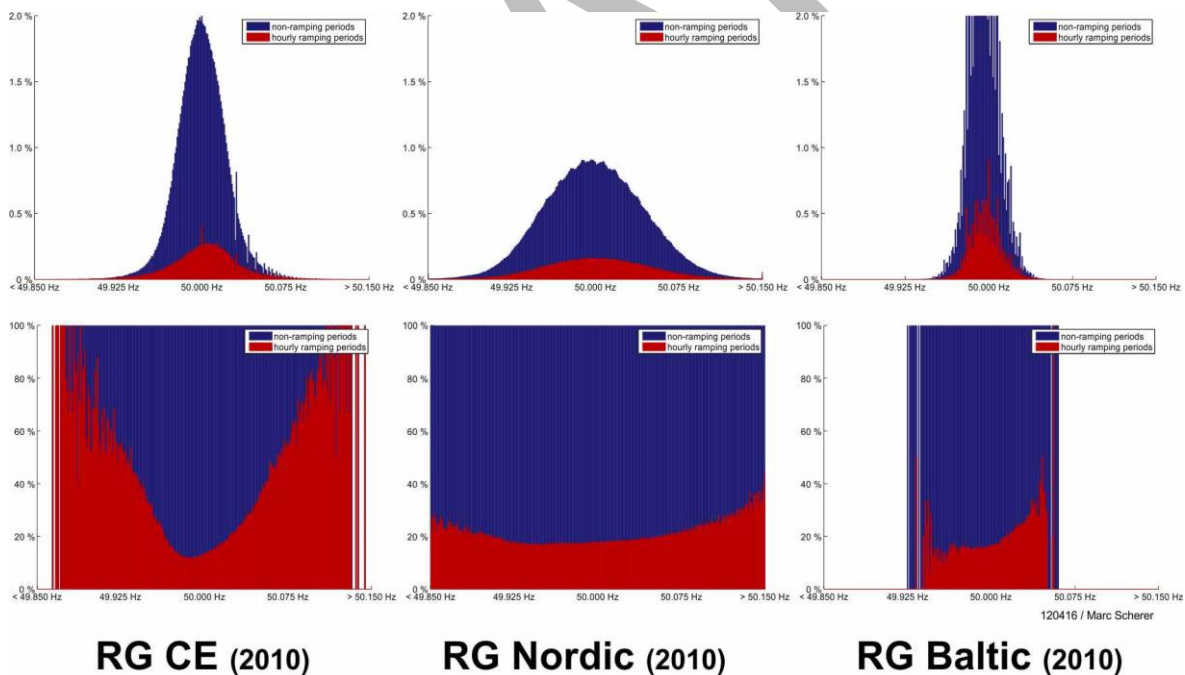 2.0 %
1.5 %
1.0 %
0.5 %
0 %
< 49.850 Hz 49.925 Hz 50.000 Hz 50.075 Hz > 50.150 Hz
non-ramping periods
hourly ramping periods
2.0 %
1.5 %
1.0 %
0.5 %
0 %
< 49.850 Hz 49.925 Hz 50.000 Hz 50.075 Hz > 50.150 Hz
non-ramping periods
hourly ramping periods
2.0 %
1.5 %
1.0 %
0.5 %
0 %
< 49.850 Hz 49.925 Hz 50.000 Hz 50.075 Hz > 50.150 Hz
non-ramping periods
hourly ramping periods
100 %
80 %
60 %
40 %
20 %
0 %
< 49.850 Hz 49.925 Hz 50.000 Hz 50.075 Hz > 50.150 Hz
non-ramping periods
hourly ramping periods
100 %
80 %
60 %
40 %
20 %
0 %
< 49.850 Hz 49.925 Hz 50.000 Hz 50.075 Hz > 50.150 Hz
non-ramping periods
hourly ramping periods
100 %
80 %
60 %
40 %
20 %
0 %
< 49.850 Hz 49.925 Hz 50.000 Hz 50.075 Hz > 50.150 Hz
non-ramping periods
hourly ramping periods
120416 / Marc Scherer
RG CE (2010)
RG Nordic (2010)
RG Baltic (2010)